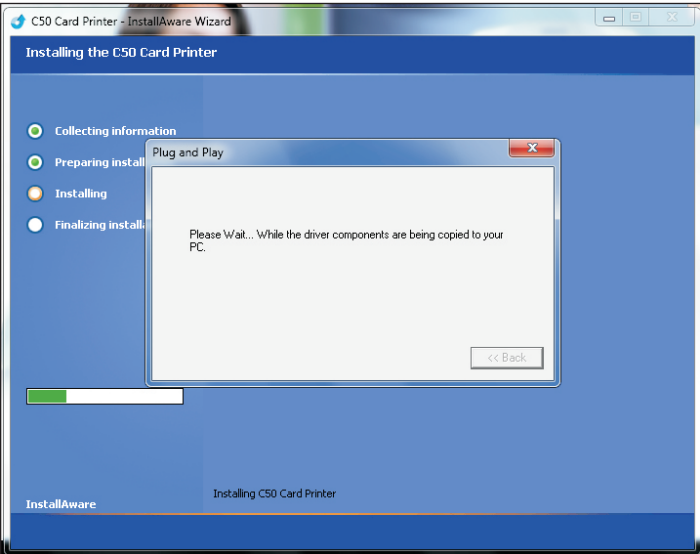 C50 Card Printer - InstallAware Wizard
Installing the C50 Card Printer
Collecting information
Preparing install
Installing
Finalizing install
Plug and Play
Please Wait... While the driver components are being copied to your
PC.
<< Back
Installing C50 Card Printer
InstallAware